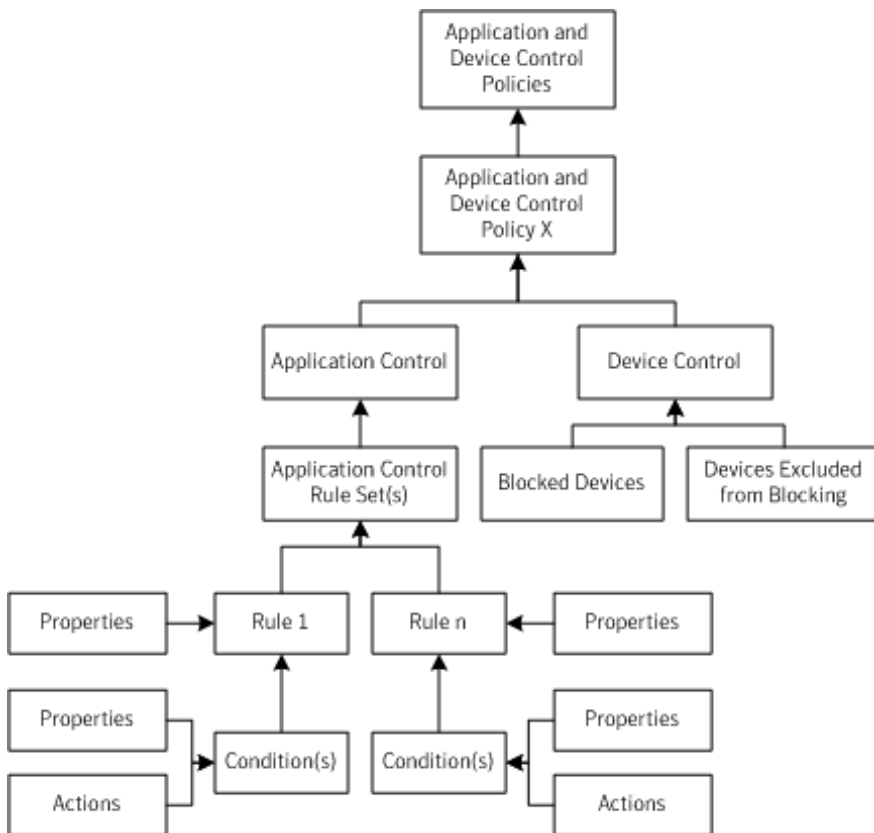 Application and
Device Control
Policies
Application and
Device Control
Policy X
Application Control
Device Control
Application Control
Rule Set(s)
Blocked Devices
Devices Excluded
from Blocking
Properties
Rule 1
Rule n
Properties
Properties
Condition(s)
Condition(s)
Properties
Actions
Actions